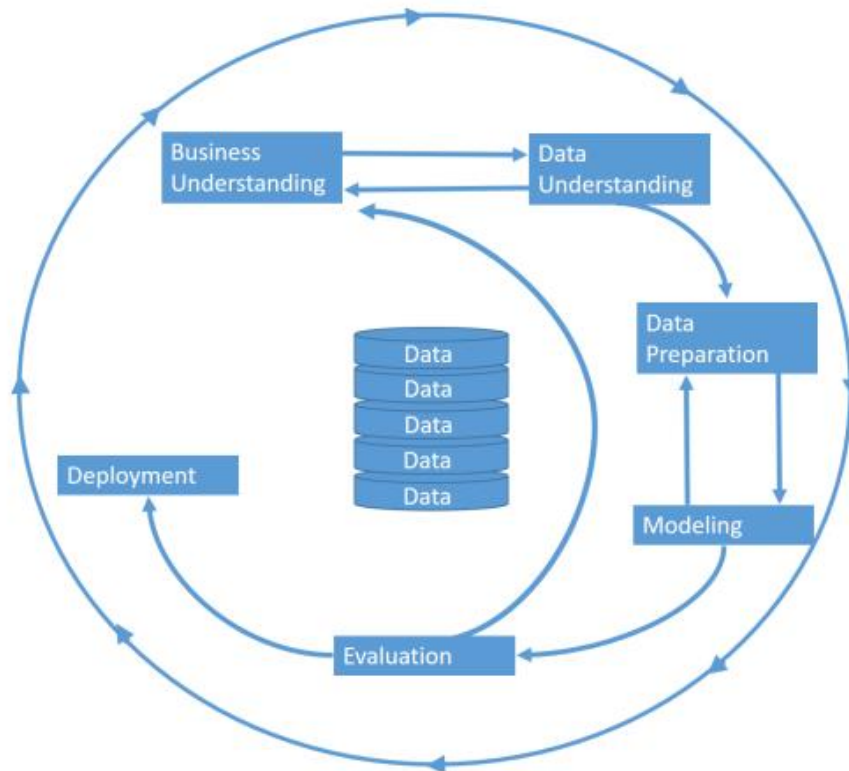 Business
Understanding
Data
Understanding
Data
Preparation
Data
Data
Data
Data
Data
Deployment
Modeling
Evaluation